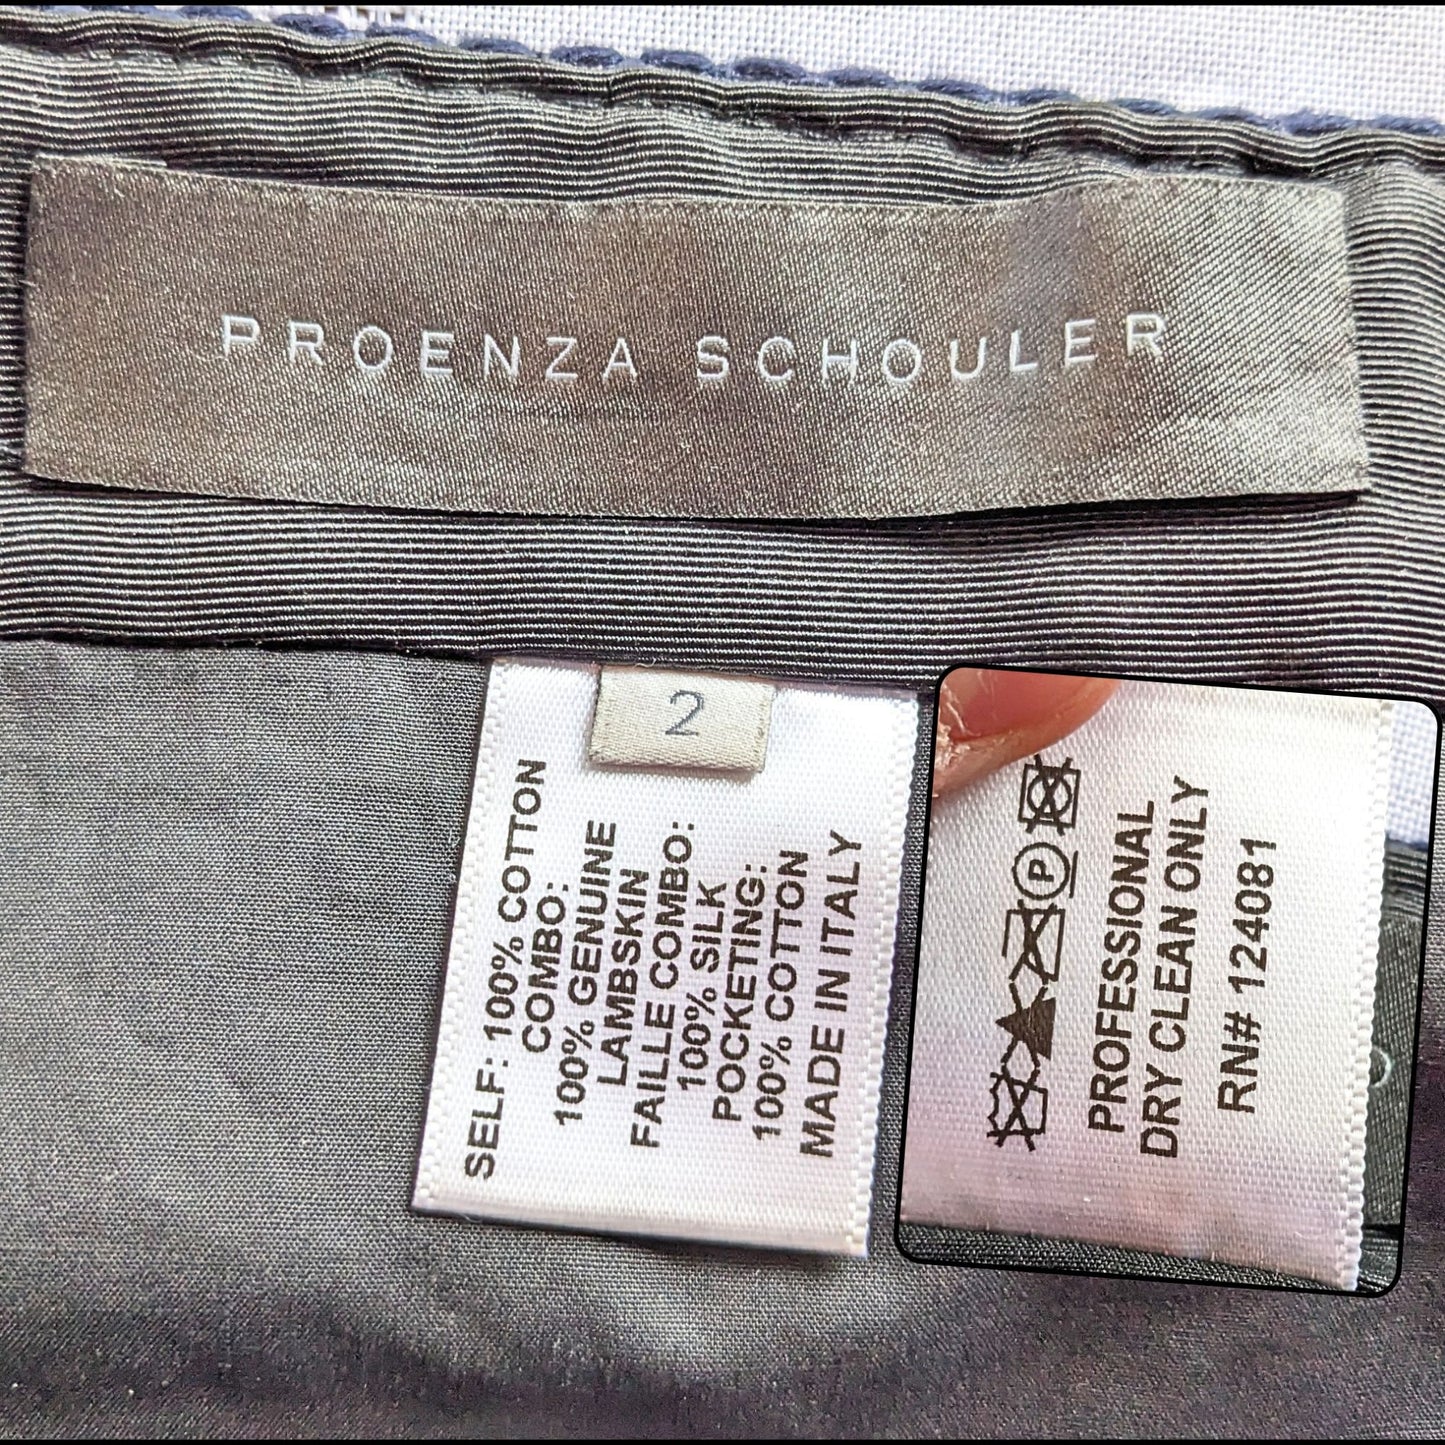 PROENZA SCHOULER
2
SELF: 100% COTTON
COMBO:
100% GENUINE
LAMBSKIN
FAILLE COMBO:
100% SILK
POCKETING:
100% COTTON
MADE IN ITALY
P
PROFESSIONAL
DRY CLEAN ONLY
RN# 124081